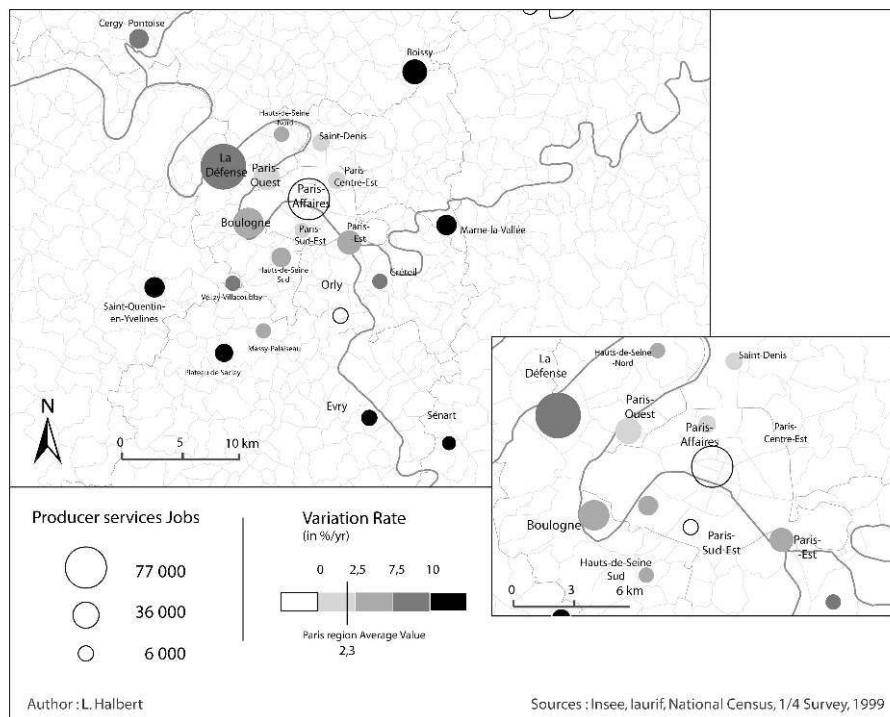 Cergy-Pontoise
Roissy
Hauts-de-Seine
-Nord
Saint-Denis
La
Défense
Paris-
Ouest
Paris
Centre-Est
Paris-
Affaires
Boulogne
Paris-
Sud-Est
Paris-
-Est
Marne-la-Vallée
Hauts-de-Seine
Sud
Orly
Créteil
Saint-Quentin-
en-Yvelines
Massy-Palaiseau
Plateau de Saclay
N
0 5 10 km
Evry
Sénart
La
Défense
Hauts-de-Seine
-Nord
Saint-Denis
Paris-
Ouest
Paris-
Affaires
Paris-
Centre-Est
Boulogne
Paris-
Sud-Est
Paris-
-Est
Hauts-de-Seine
Sud
0 3 6 km
Producer services Jobs
77 000
36 000
6 000
Variation Rate
(in %/yr)
0 2,5 7,5 10
Paris region Average Value
2,3
Author : L. Halbert
Sources : Insee, Iaurif, National Census, 1/4 Survey, 1999